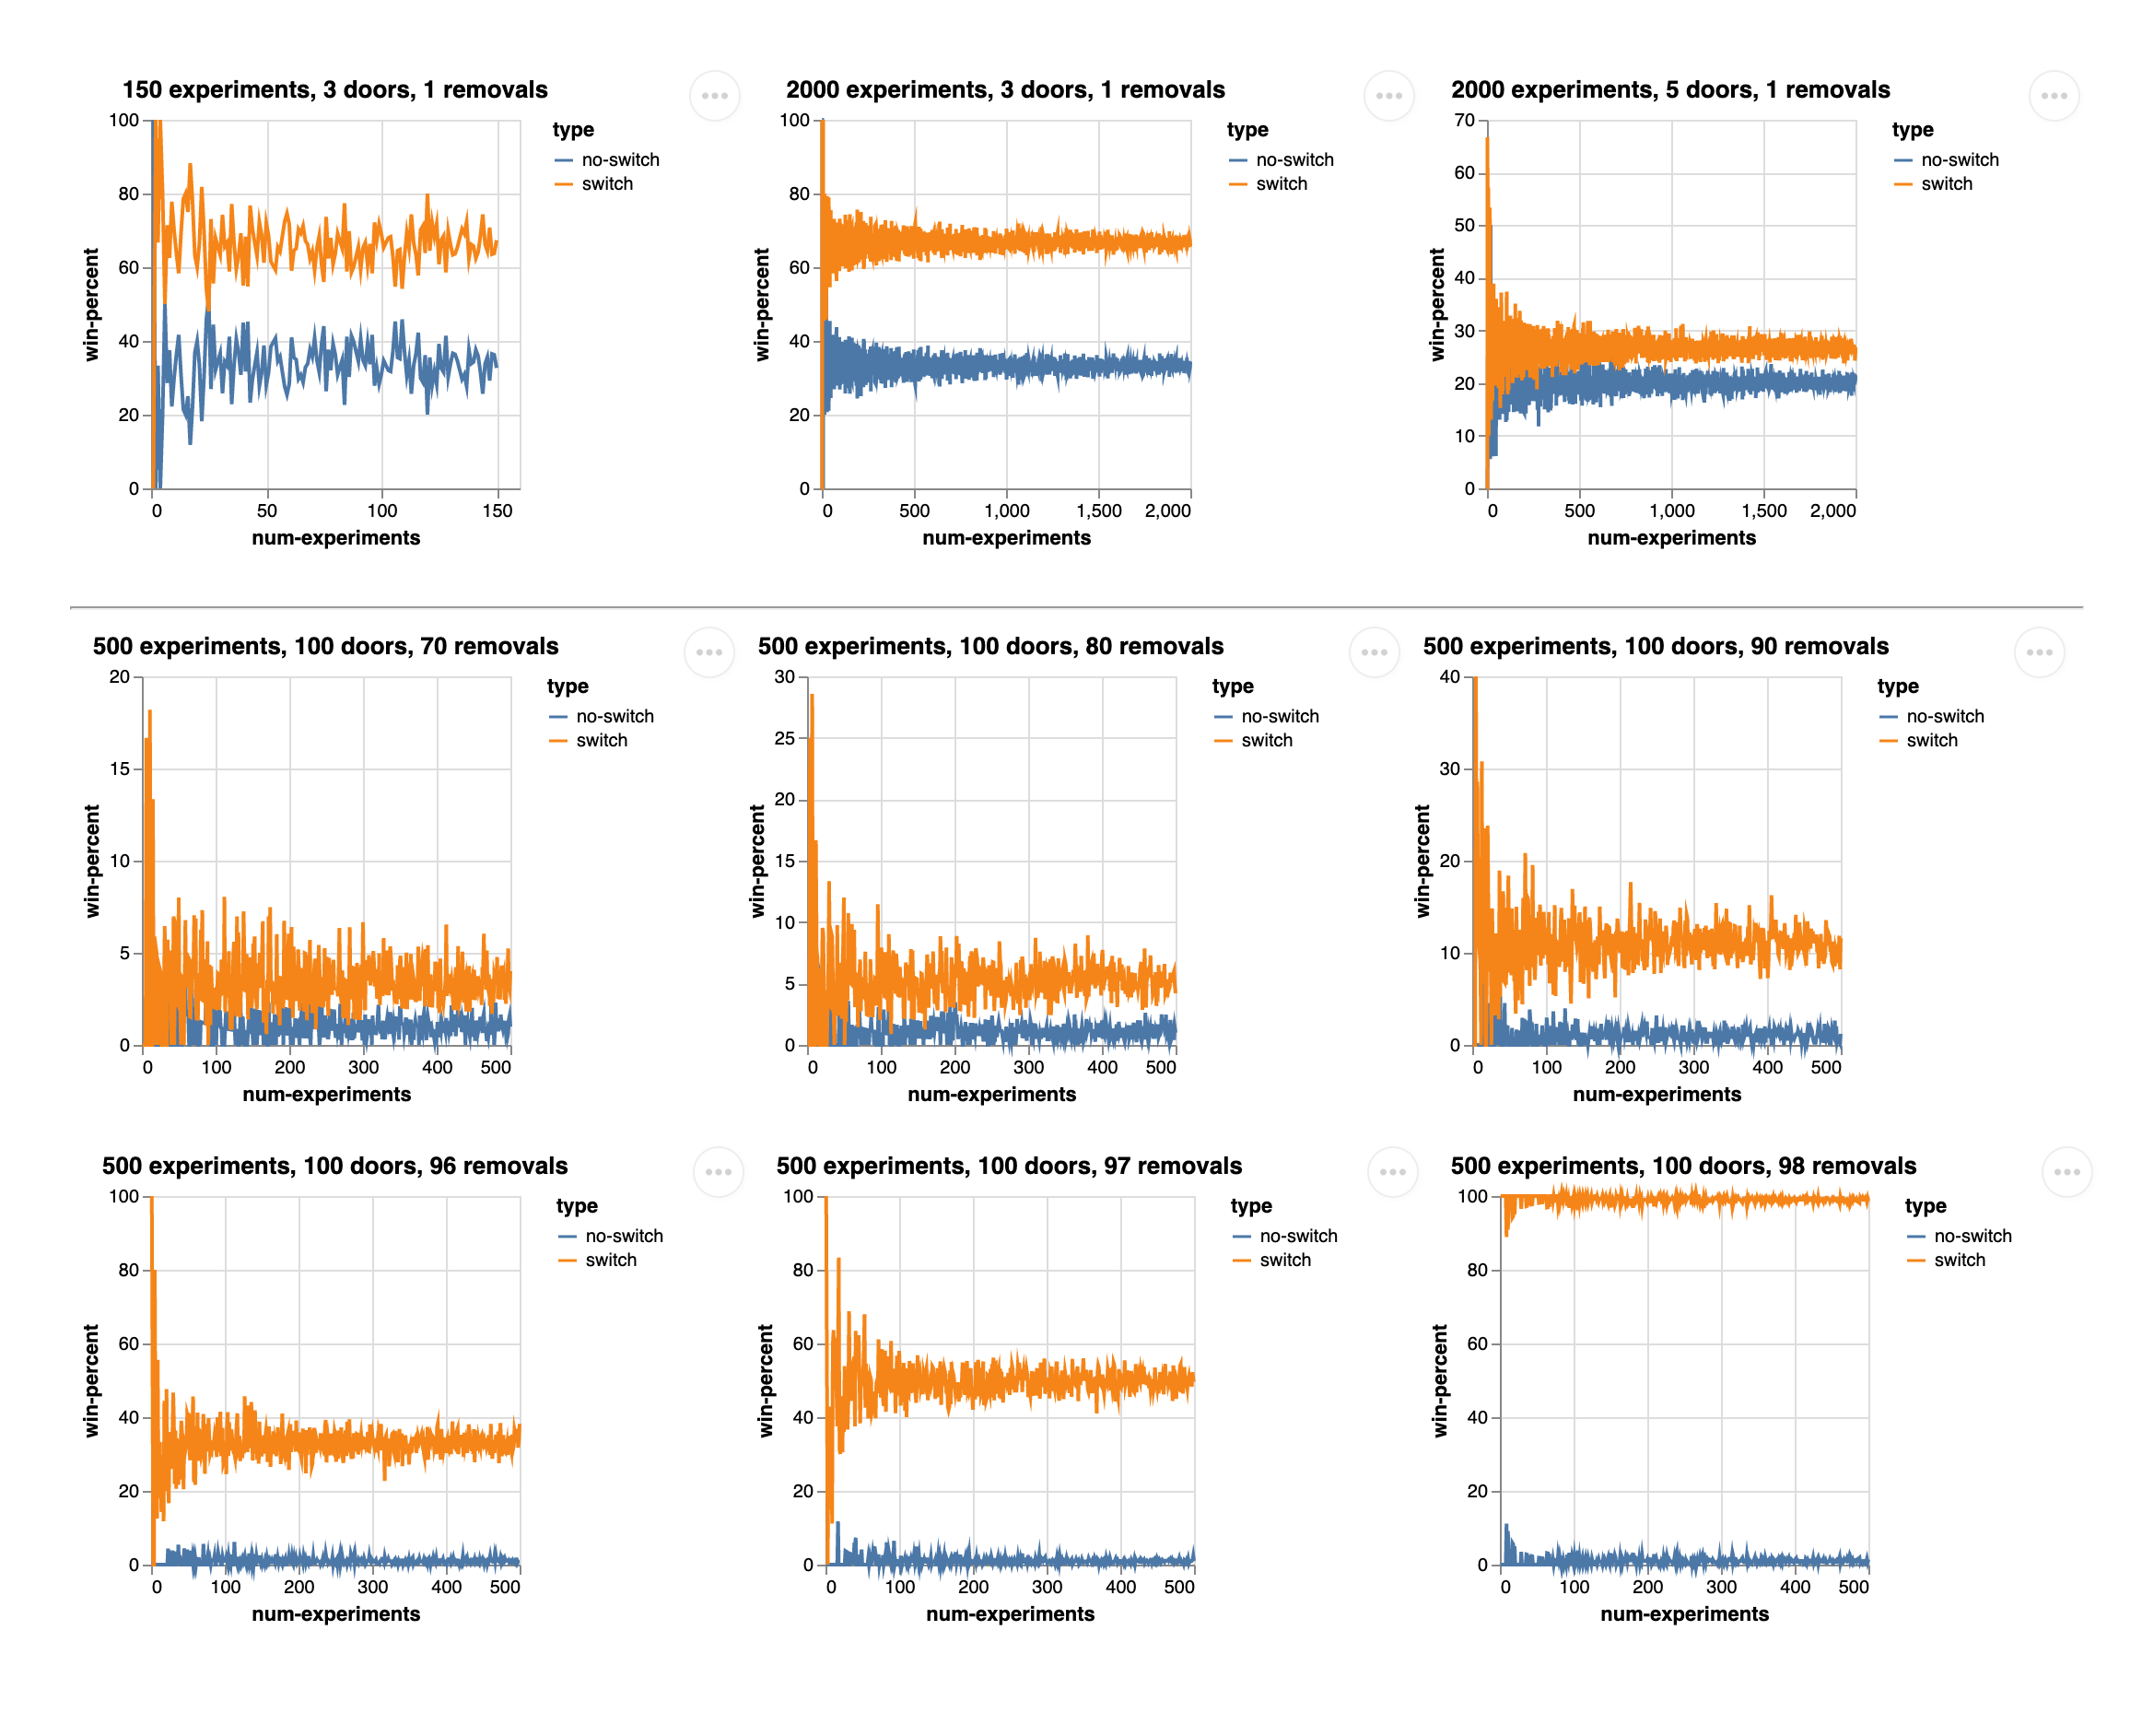 150 experiments, 3 doors, 1 removals
100
80
60
40
20
0
win-percent
0 50 100 150
num-experiments
type
no-switch
switch
2000 experiments, 3 doors, 1 removals
100
80
60
40
20
0
win-percent
0 500 1,000 1,500 2,000
num-experiments
type
no-switch
switch
2000 experiments, 5 doors, 1 removals
70
60
50
40
30
20
10
0
win-percent
0 500 1,000 1,500 2,000
num-experiments
type
no-switch
switch
500 experiments, 100 doors, 70 removals
20
15
10
5
0
win-percent
0 100 200 300 400 500
num-experiments
type
no-switch
switch
500 experiments, 100 doors, 80 removals
30
25
20
15
10
5
0
win-percent
0 100 200 300 400 500
num-experiments
type
no-switch
switch
500 experiments, 100 doors, 90 removals
40
30
20
10
0
win-percent
0 100 200 300 400 500
num-experiments
type
no-switch
switch
500 experiments, 100 doors, 96 removals
100
80
60
40
20
0
win-percent
0 100 200 300 400 500
num-experiments
type
no-switch
switch
500 experiments, 100 doors, 97 removals
100
80
60
40
20
0
win-percent
0 100 200 300 400 500
num-experiments
type
no-switch
switch
500 experiments, 100 doors, 98 removals
100
80
60
40
20
0
win-percent
0 100 200 300 400 500
num-experiments
type
no-switch
switch